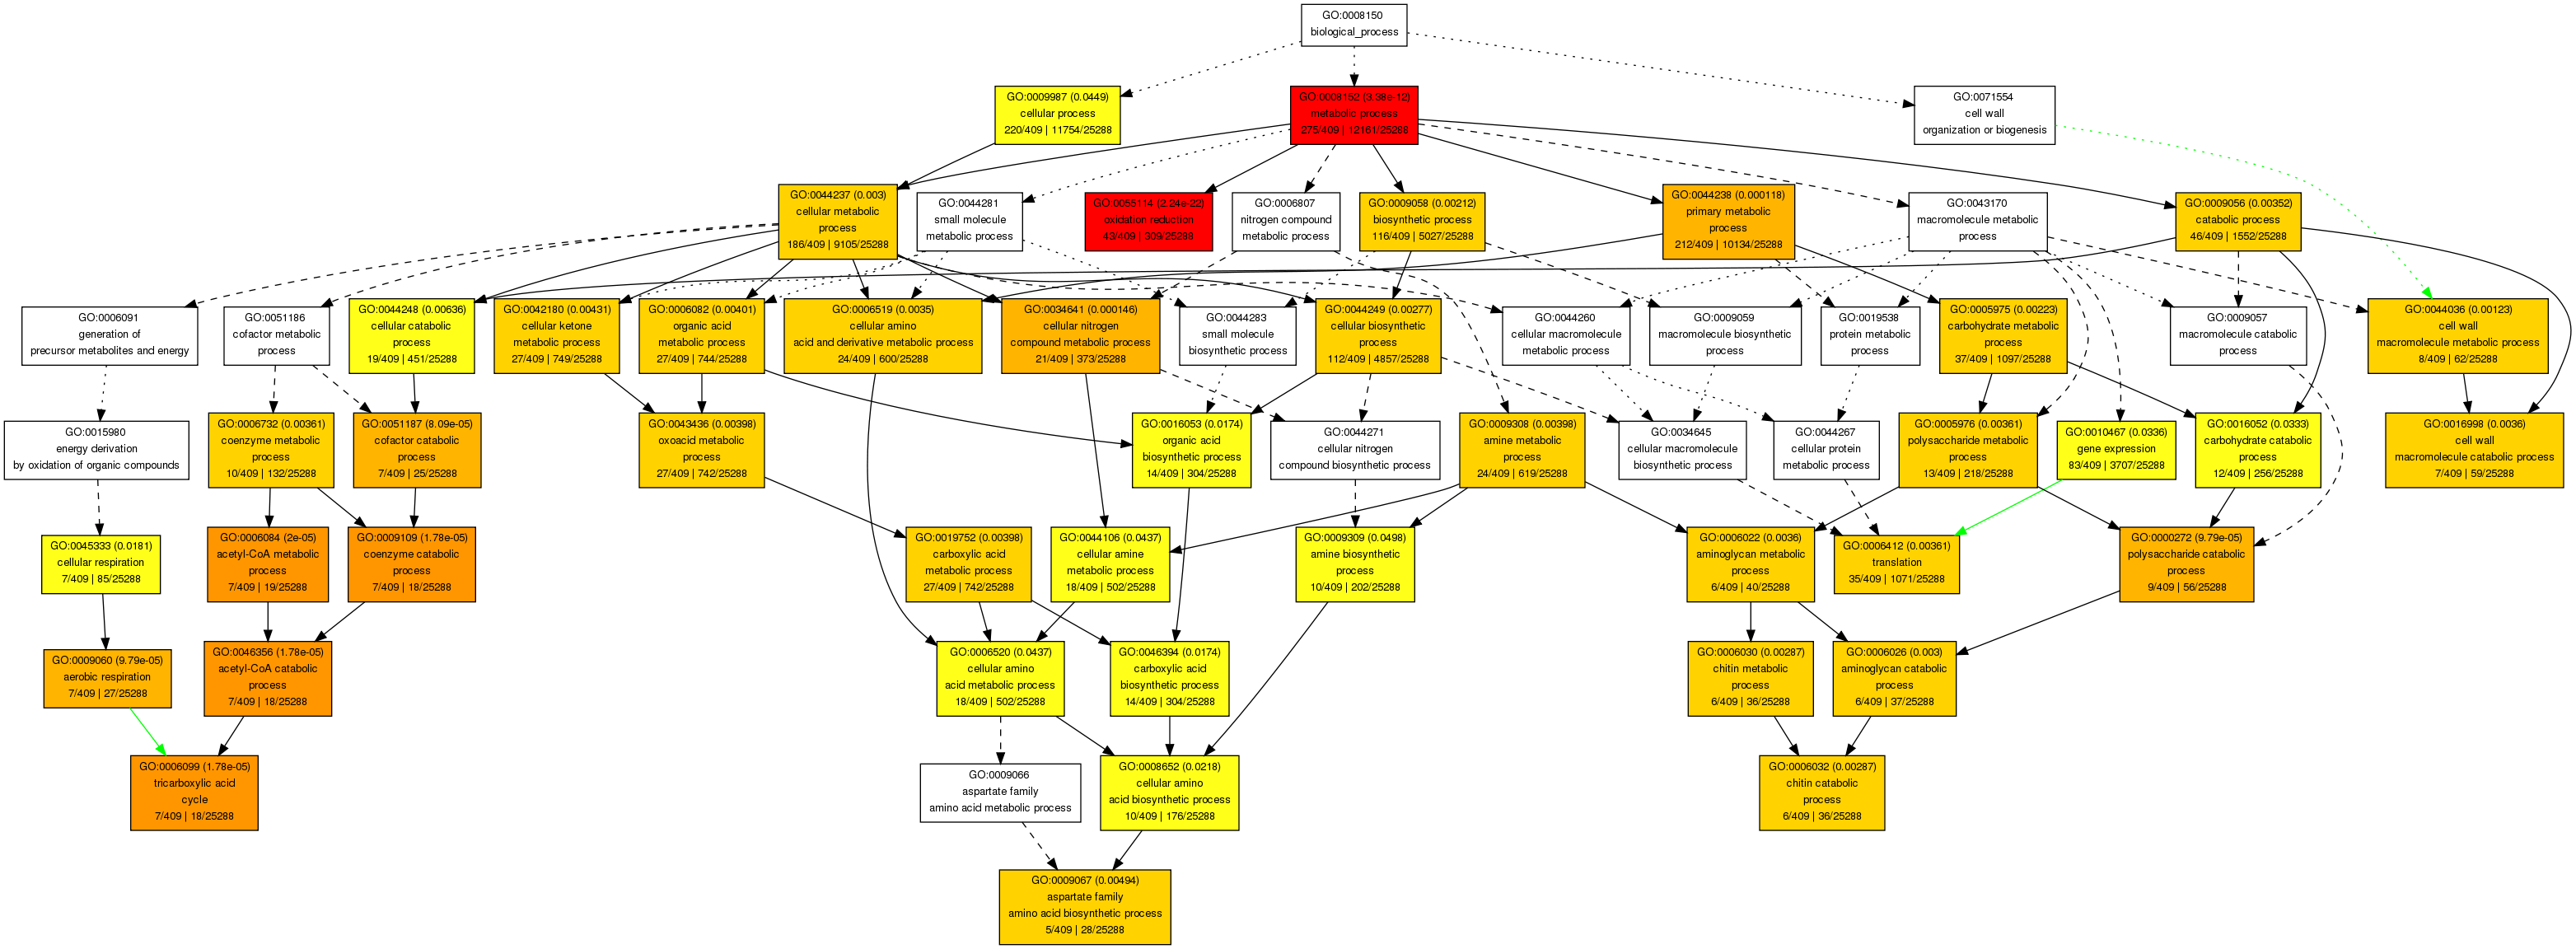 GO:0008150
biological_process
GO:0009987 (0.0449)
cellular process
220/409 | 11754/25288
GO:0008152 (3.38e-12)
metabolic process
275/409 | 12161/25288
GO:0071554
cell wall
organization or biogenesis
GO:0044237 (0.003)
cellular metabolic
process
186/409 | 9105/25288
GO:0044281
small molecule
metabolic process
GO:0055114 (2.24e-22)
oxidation reduction
43/409 | 309/25288
GO:0006807
nitrogen compound
metabolic process
GO:0009058 (0.00212)
biosynthetic process
116/409 | 5027/25288
GO:0044238 (0.000118)
primary metabolic
process
212/409 | 10134/25288
GO:0043170
macromolecule metabolic
process
GO:0009056 (0.00352)
catabolic process
46/409 | 1552/25288
GO:0006091
generation of
precursor metabolites and energy
GO:0051186
cofactor metabolic
process
GO:0044248 (0.00636)
cellular catabolic
process
19/409 | 451/25288
GO:0042180 (0.00431)
cellular ketone
metabolic process
27/409 | 749/25288
GO:0006082 (0.00401)
organic acid
metabolic process
27/409 | 744/25288
GO:0006519 (0.0035)
cellular amino
acid and derivative metabolic process
24/409 | 600/25288
GO:0034641 (0.000146)
cellular nitrogen
compound metabolic process
21/409 | 373/25288
GO:0044283
small molecule
biosynthetic process
GO:0044249 (0.00277)
cellular biosynthetic
process
112/409 | 4857/25288
GO:0044260
cellular macromolecule
metabolic process
GO:0009059
macromolecule biosynthetic
process
GO:0019538
protein metabolic
process
GO:0005975 (0.00223)
carbohydrate metabolic
process
37/409 | 1097/25288
GO:0009057
macromolecule catabolic
process
GO:0044036 (0.00123)
cell wall
macromolecule metabolic process
8/409 | 62/25288
GO:0015980
energy derivation
by oxidation of organic compounds
GO:0006732 (0.00361)
coenzyme metabolic
process
10/409 | 132/25288
GO:0051187 (8.09e-05)
cofactor catabolic
process
7/409 | 25/25288
GO:0043436 (0.00398)
oxoacid metabolic
process
27/409 | 742/25288
GO:0016053 (0.0174)
organic acid
biosynthetic process
14/409 | 304/25288
GO:0044271
cellular nitrogen
compound biosynthetic process
GO:0009308 (0.00398)
amine metabolic
process
24/409 | 619/25288
GO:0034645
cellular macromolecule
biosynthetic process
GO:0044267
cellular protein
metabolic process
GO:0005976 (0.00361)
polysaccharide metabolic
process
13/409 | 218/25288
GO:0010467 (0.0336)
gene expression
83/409 | 3707/25288
GO:0016052 (0.0333)
carbohydrate catabolic
process
12/409 | 256/25288
GO:0016998 (0.0036)
cell wall
macromolecule catabolic process
7/409 | 59/25288
GO:0045333 (0.0181)
cellular respiration
7/409 | 85/25288
GO:0006084 (2e-05)
acetyl-CoA metabolic
process
7/409 | 19/25288
GO:0009109 (1.78e-05)
coenzyme catabolic
process
7/409 | 18/25288
GO:0019752 (0.00398)
carboxylic acid
metabolic process
27/409 | 742/25288
GO:0044106 (0.0437)
cellular amine
metabolic process
18/409 | 502/25288
GO:0009309 (0.0498)
amine biosynthetic
process
10/409 | 202/25288
GO:0006022 (0.0036)
aminoglycan metabolic
process
6/409 | 40/25288
GO:0006412 (0.00361)
translation
35/409 | 1071/25288
GO:0000272 (9.79e-05)
polysaccharide catabolic
process
9/409 | 56/25288
GO:0009060 (9.79e-05)
aerobic respiration
7/409 | 27/25288
GO:0046356 (1.78e-05)
acetyl-CoA catabolic
process
7/409 | 18/25288
GO:0006520 (0.0437)
cellular amino
acid metabolic process
18/409 | 502/25288
GO:0046394 (0.0174)
carboxylic acid
biosynthetic process
14/409 | 304/25288
GO:0006030 (0.00287)
chitin metabolic
process
6/409 | 36/25288
GO:0006026 (0.003)
aminoglycan catabolic
process
6/409 | 37/25288
GO:0006099 (1.78e-05)
tricarboxylic acid
cycle
7/409 | 18/25288
GO:0009066
aspartate family
amino acid metabolic process
GO:0008652 (0.0218)
cellular amino
acid biosynthetic process
10/409 | 176/25288
GO:0006032 (0.00287)
chitin catabolic
process
6/409 | 36/25288
GO:0009067 (0.00494)
aspartate family
amino acid biosynthetic process
5/409 | 28/25288